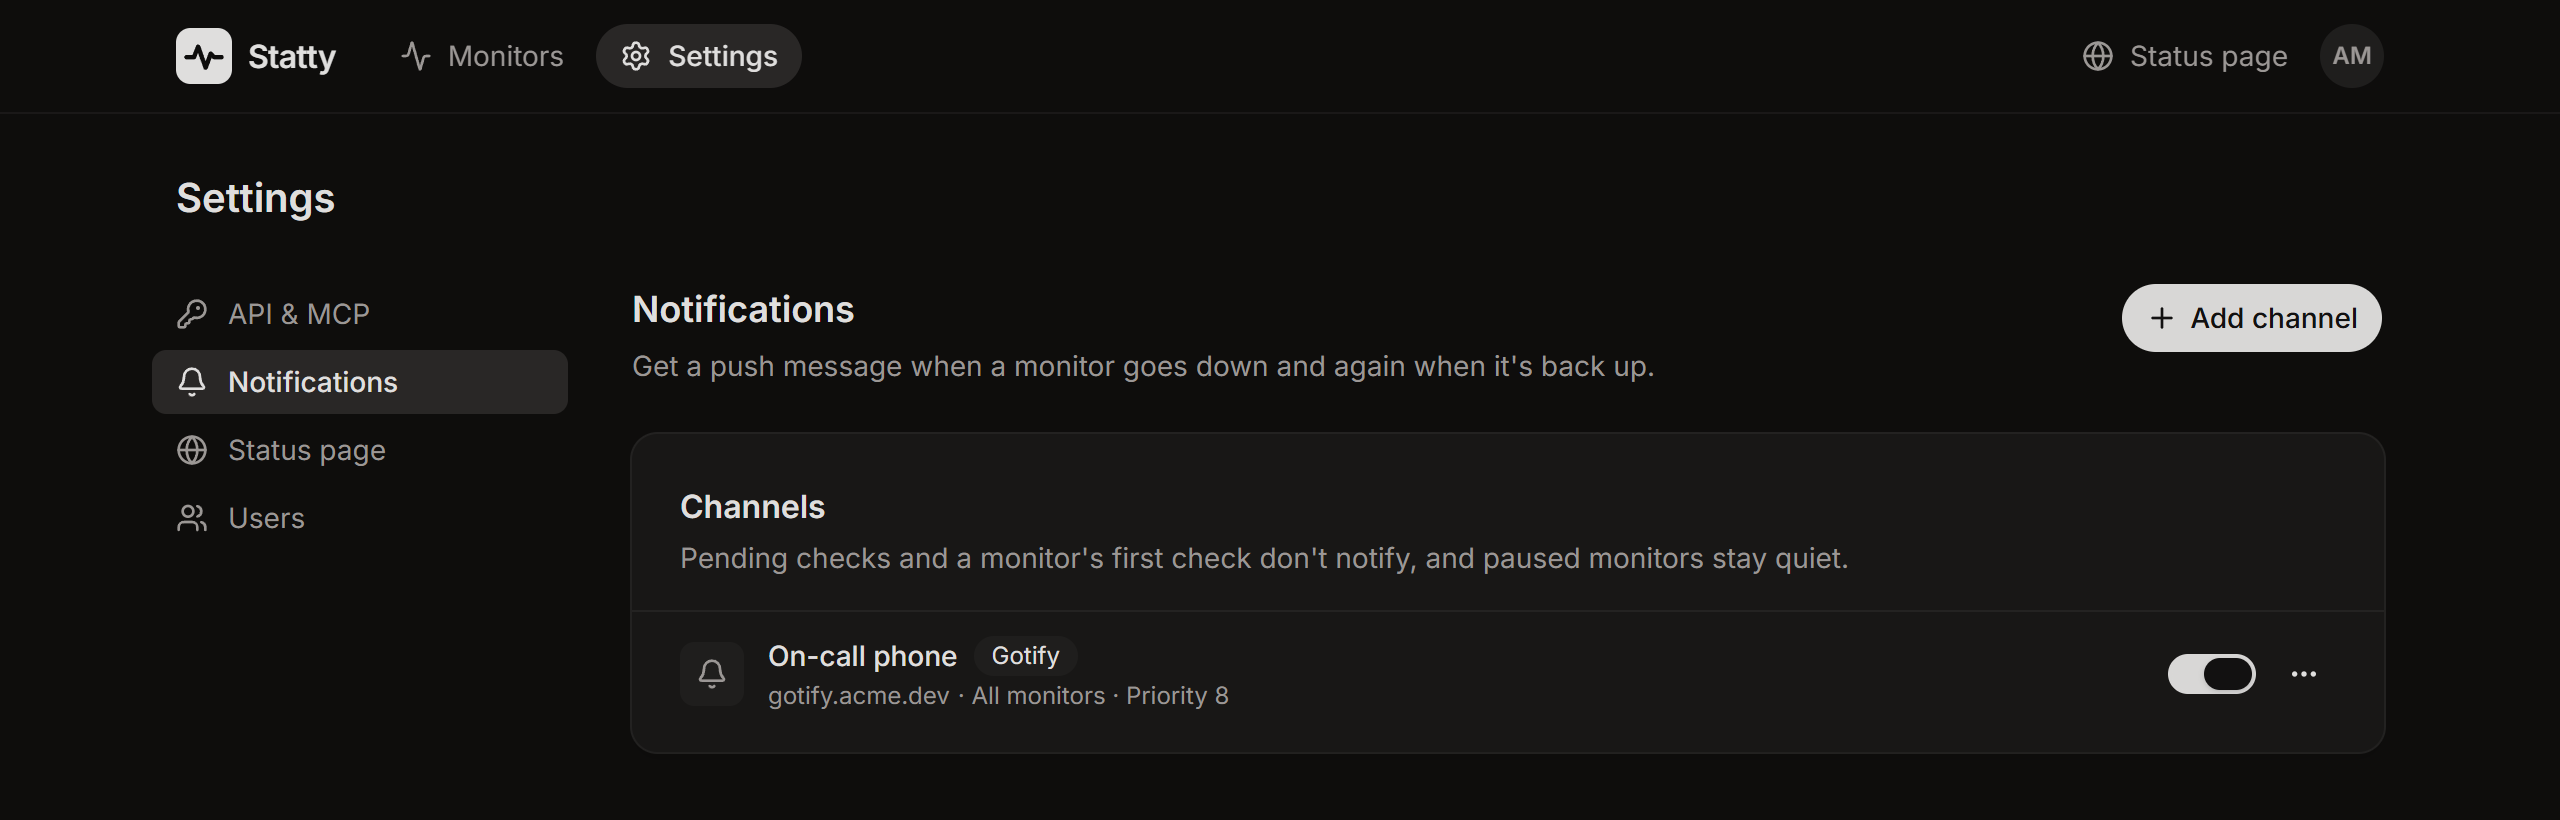 Statty
Monitors
Settings
Status page
AM
Settings
API & MCP
Notifications
Status page
Users
Notifications
Get a push message when a monitor goes down and again when it's back up.
Add channel
Channels
Pending checks and a monitor's first check don't notify, and paused monitors stay quiet.
On-call phone Gotify
gotify.acme.dev · All monitors · Priority 8